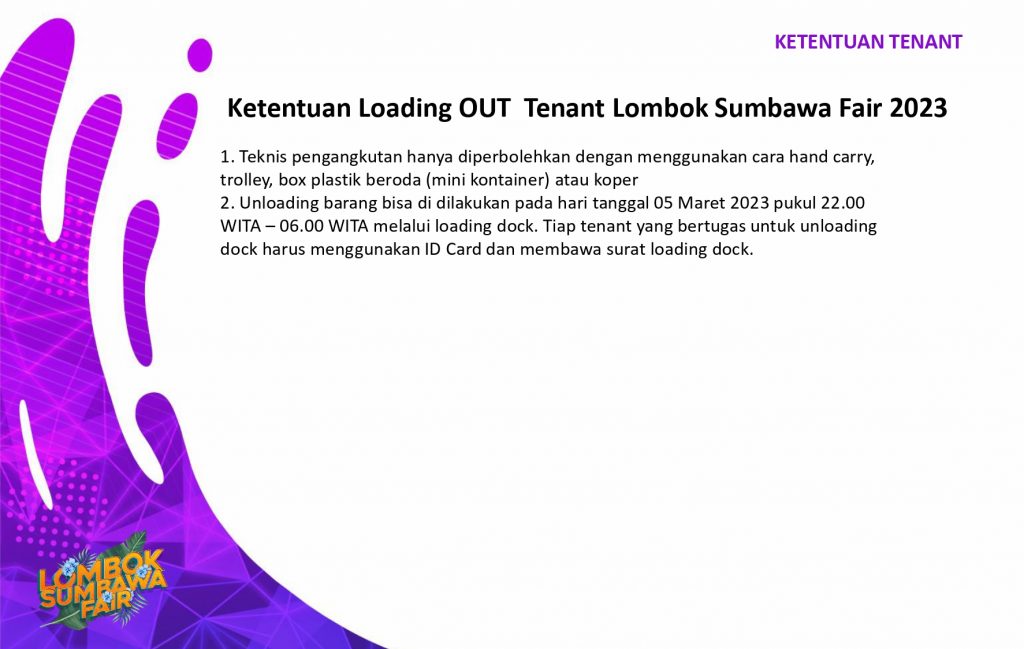 KETENTUAN TENANT
Ketentuan Loading OUT  Tenant Lombok Sumbawa Fair 2023
1. Teknis pengangkutan hanya diperbolehkan dengan menggunakan cara hand carry,
trolley, box plastik beroda (mini kontainer) atau koper
2. Unloading barang bisa di dilakukan pada hari tanggal 05 Maret 2023 pukul 22.00
WITA – 06.00 WITA melalui loading dock. Tiap tenant yang bertugas untuk unloading
dock harus menggunakan ID Card dan membawa surat loading dock.
LOMBOK
SUMBAWA
FAIR